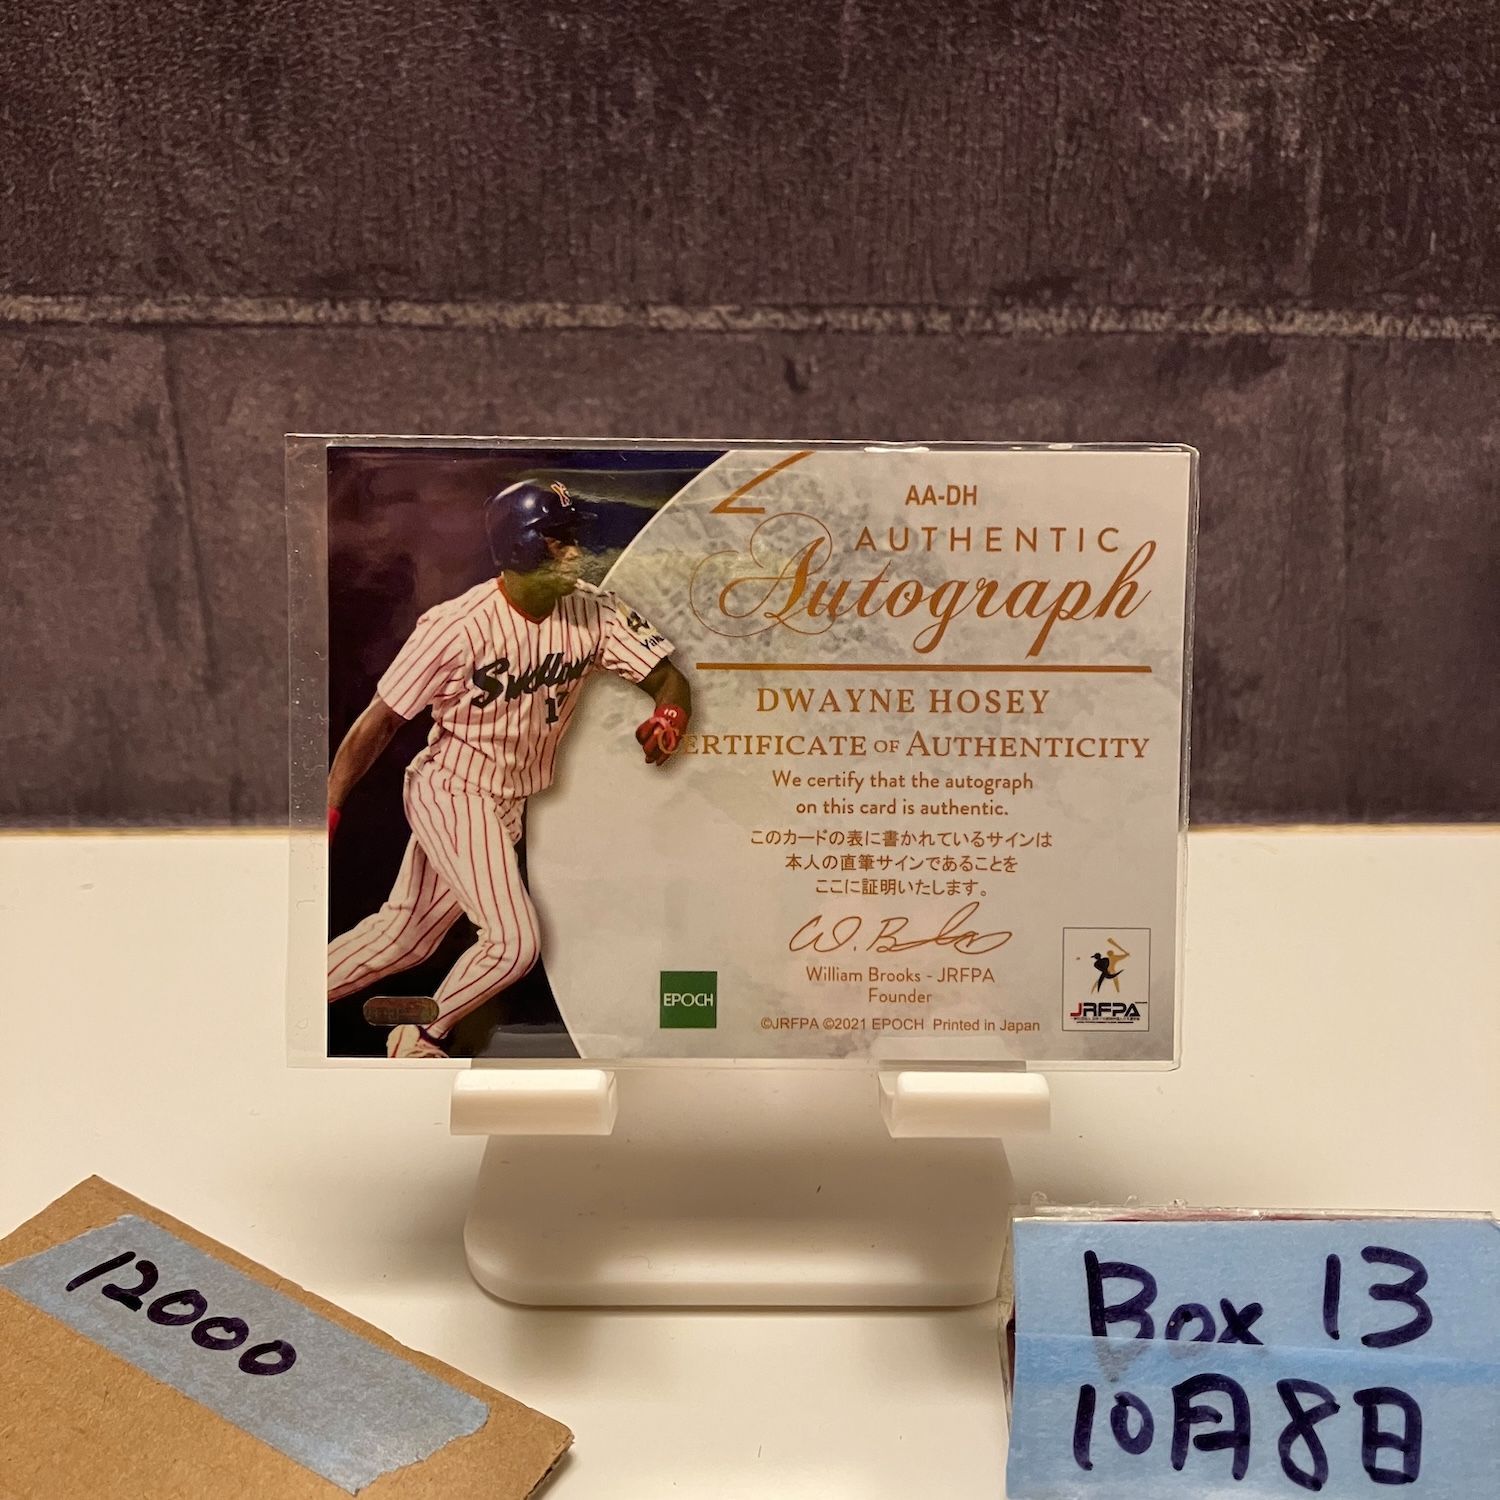 AA-DH
AUTHENTIC
Autograph
DWAYNE HOSEY
CERTIFICATE OF AUTHENTICITY
We certify that the autograph
on this card is authentic.
このカードの表に書かれているサインは
本人の直筆サインであることを
ここに証明いたします。
W. Brooks
William Brooks - JRFPA
Founder
©JRFPA ©2021 EPOCH Printed in Japan
EPOCH
JRFPA
Swallows
17
12000
Box 13
10月8日